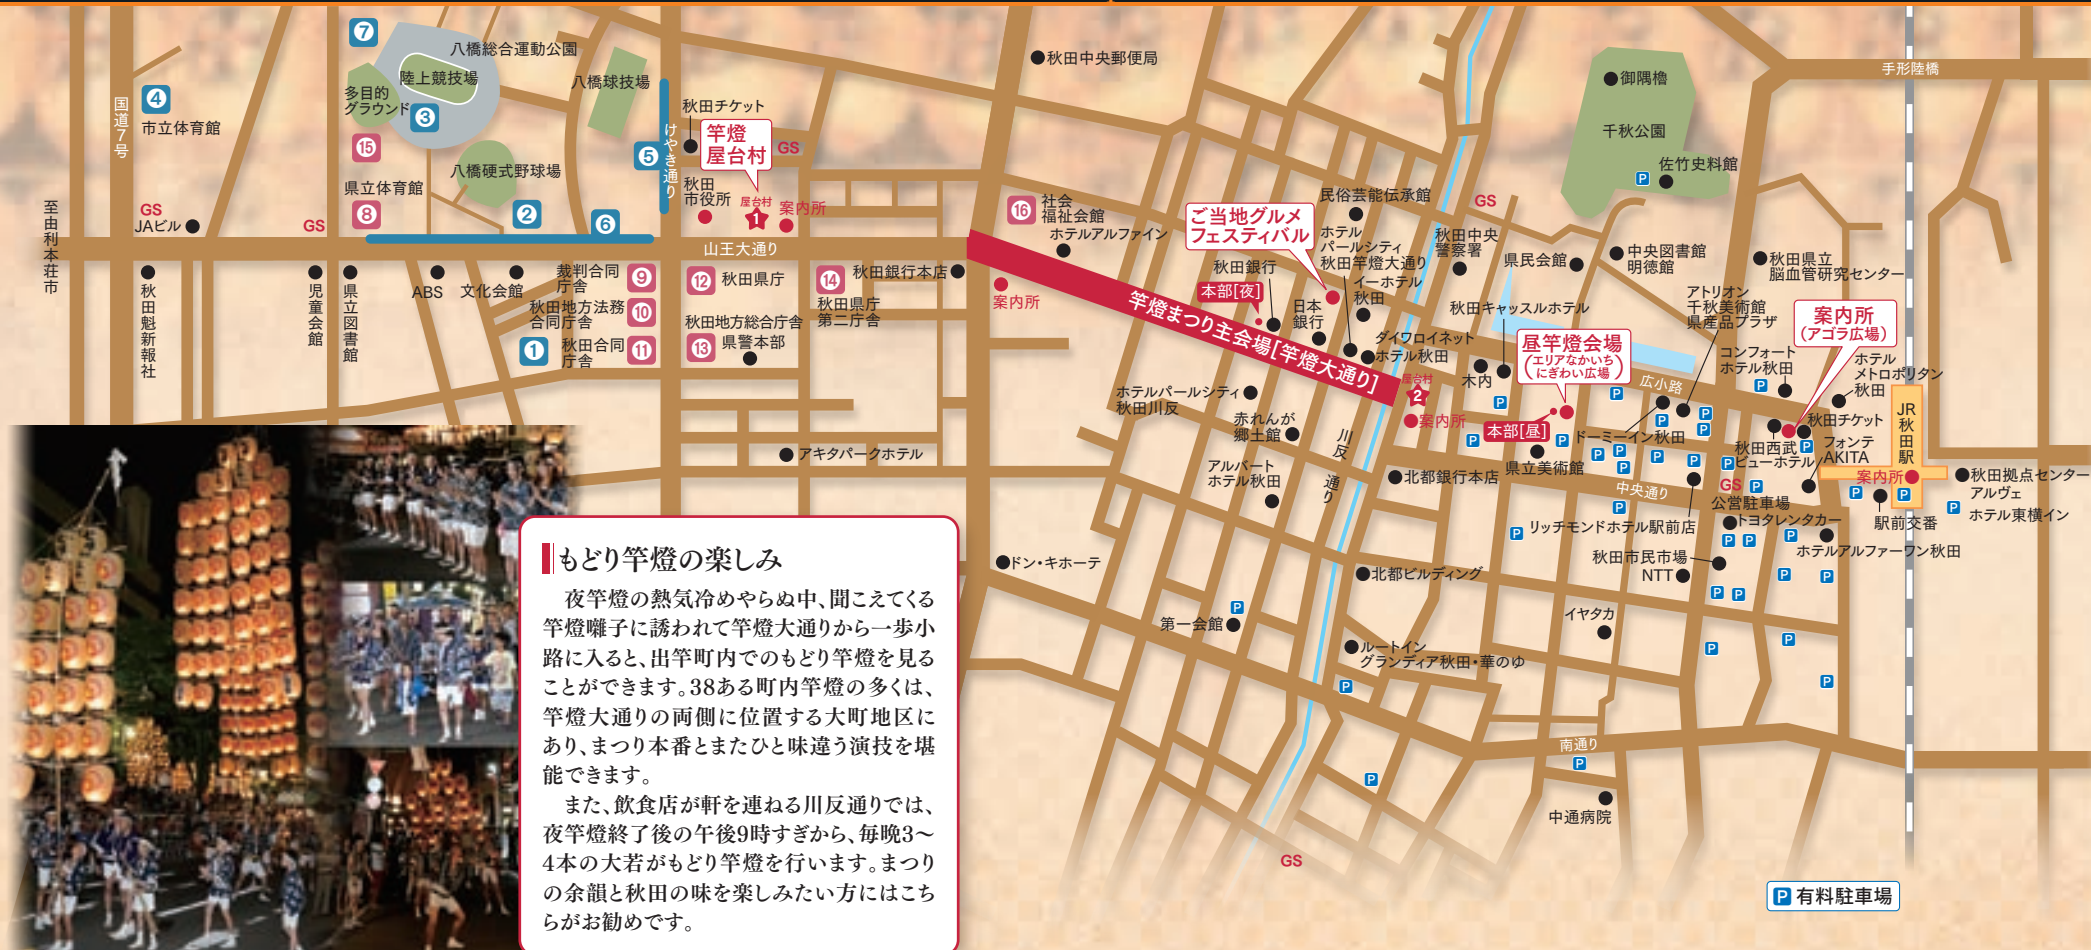 7
八橋総合運動公園
陸上競技場
多目的
グラウンド
3
八橋球技場
4
市立体育館
国道7号
15
八橋硬式野球場
県立体育館
8
2
6
5
けやき通り
秋田チケット
竿燈
屋台村
GS
秋田
市役所
屋台村
1
案内所
至由利本荘市
GS
JAビル
GS
山王大通り
秋田魁新報社
児童会館
県立図書館
ABS
文化会館
裁判合同
庁舎
9
秋田地方法務
合同庁舎
10
1
秋田合同
庁舎
11
12
秋田県庁
14
秋田銀行本店
秋田県庁
第二庁舎
秋田地方総合庁舎
13
県警本部
アキタパークホテル
秋田中央郵便局
16
社会
福祉会館
ホテルアルファイン
案内所
竿燈まつり主会場[竿燈大通り]
ご当地グルメ
フェスティバル
民俗芸能伝承館
GS
ホテル
パールシティ
秋田竿燈大通り
秋田中央
警察署
秋田銀行
本部[夜]
イーホテル
秋田
日本
銀行
ダイワロイネット
ホテル秋田
県民会館
秋田キャッスルホテル
木内
屋台村
2
案内所
ホテルパールシティ
秋田川反
赤れんが
郷土館
アルバート
ホテル秋田
川反通り
北都銀行本店
御隅櫓
千秋公園
佐竹史料館
P
手形陸橋
中央図書館
明徳館
秋田県立
脳血管研究センター
アトリオン
千秋美術館
県産品プラザ
案内所
(アゴラ広場)
昼竿燈会場
(エリアなかいち
にぎわい広場)
広小路
コンフォート
ホテル秋田
ホテル
メトロポリタン
秋田
本部[昼]
ドーミーイン秋田
県立美術館
秋田チケット
秋田西武
フォンテ
AKITA
ビューホテル
JR秋田駅
案内所
秋田拠点センター
アルヴェ
ホテル東横イン
駅前交番
中央通り
GS
公営駐車場
リッチモンドホテル駅前店
トヨタレンタカー
ホテルアルファーワン秋田
秋田市民市場
NTT
ドン・キホーテ
北都ビルディング
第一会館
イヤタカ
ルートイン
グランディア秋田・華のゆ
南通り
中通病院
GS
P 有料駐車場
もどり竿燈の楽しみ
夜竿燈の熱気冷めやらぬ中、聞こえてくる
竿燈囃子に誘われて竿燈大通りから一歩小
路に入ると、出竿町内でのもどり竿燈を見る
ことができます。38ある町内竿燈の多くは、
竿燈大通りの両側に位置する大町地区に
あり、まつり本番とまたひと味違う演技を堪
能できます。
また、飲食店が軒を連ねる川反通りでは、
夜竿燈終了後の午後9時すぎから、毎晩3～
4本の大若がもどり竿燈を行います。まつり
の余韻と秋田の味を楽しみたい方にはこち
らがお勧めです。